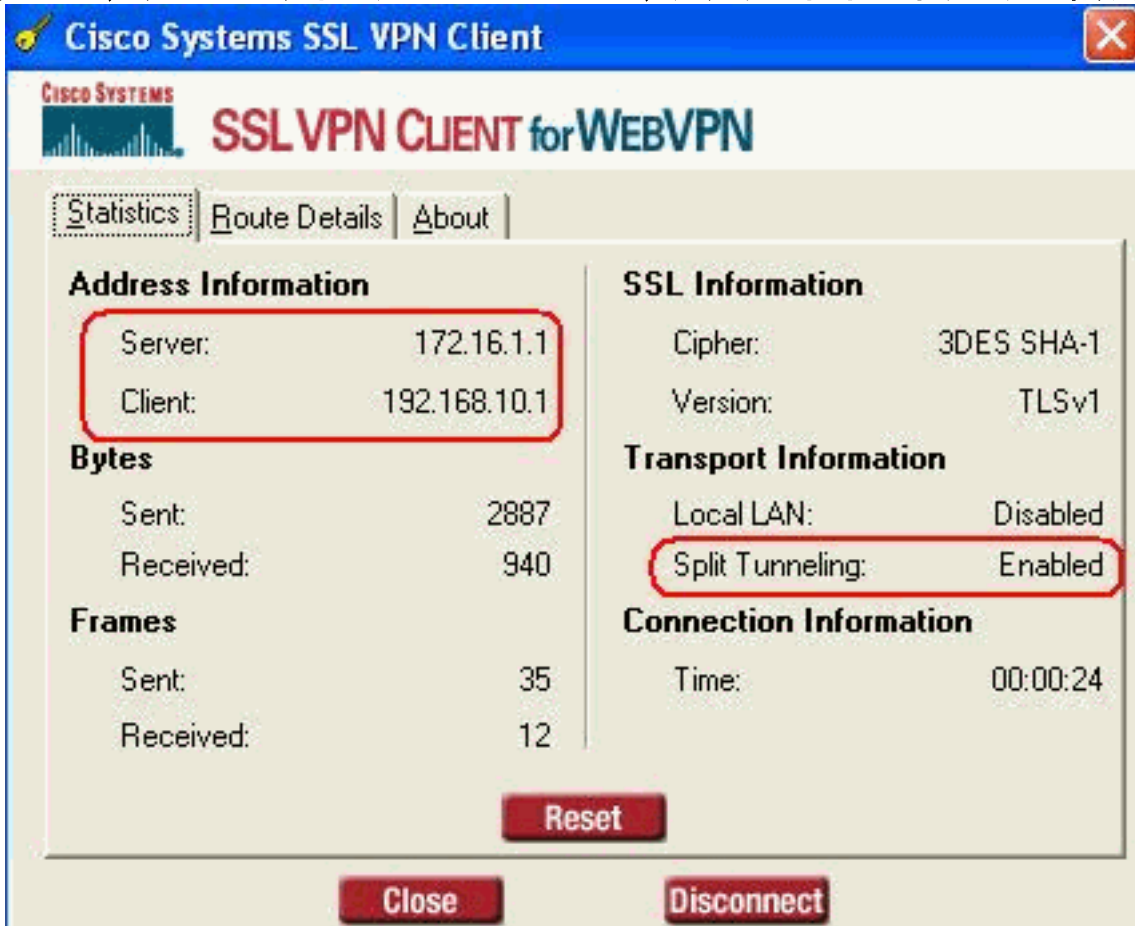 Cisco Systems SSL VPN Client
CISCO SYSTEMS
SSL VPN CLIENT for WEBVPN
Statistics Route Details About
Address Information
Server: 172.16.1.1
Client: 192.168.10.1
Bytes
Sent: 2887
Received: 940
Frames
Sent: 35
Received: 12
SSL Information
Cipher: 3DES SHA-1
Version: TLSv1
Transport Information
Local LAN: Disabled
Split Tunneling: Enabled
Connection Information
Time: 00:00:24
Reset
Close Disconnect